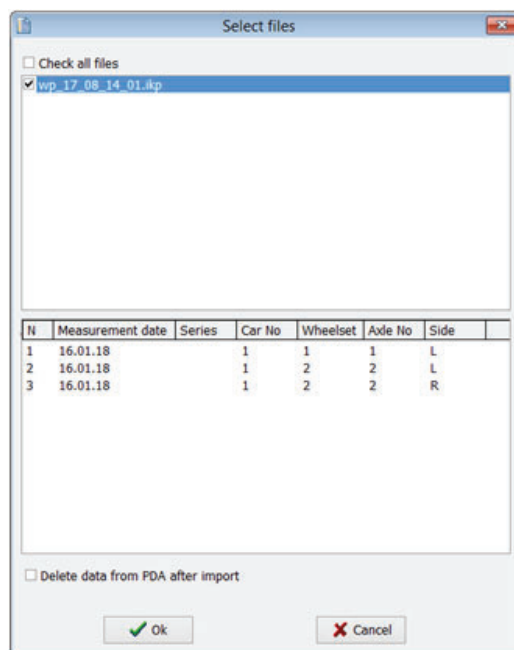 Select files
Check all files
wp_17_08_14_01.ikp
N Measurement date Series Car No Wheelset Axle No Side
1 16.01.18 1 1 1 L
2 16.01.18 1 2 2 L
3 16.01.18 1 2 2 R
Delete data from PDA after import
Ok Cancel